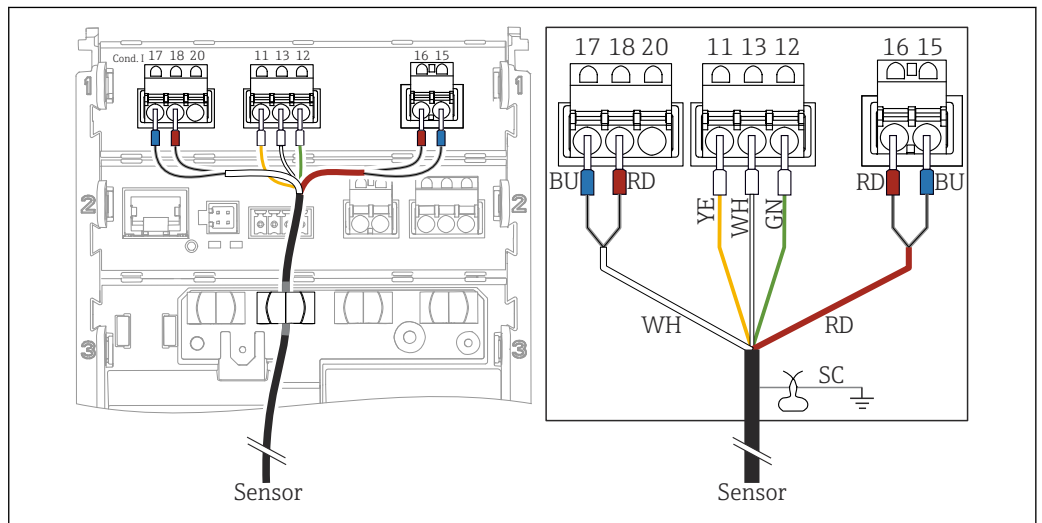 Cond. I 17 18 20 11 13 12 16 15
1 1
2 2
3 3
Sensor
17 18 20 11 13 12 16 15
BU RD YE WH GN RD BU
WH RD
SC
Sensor